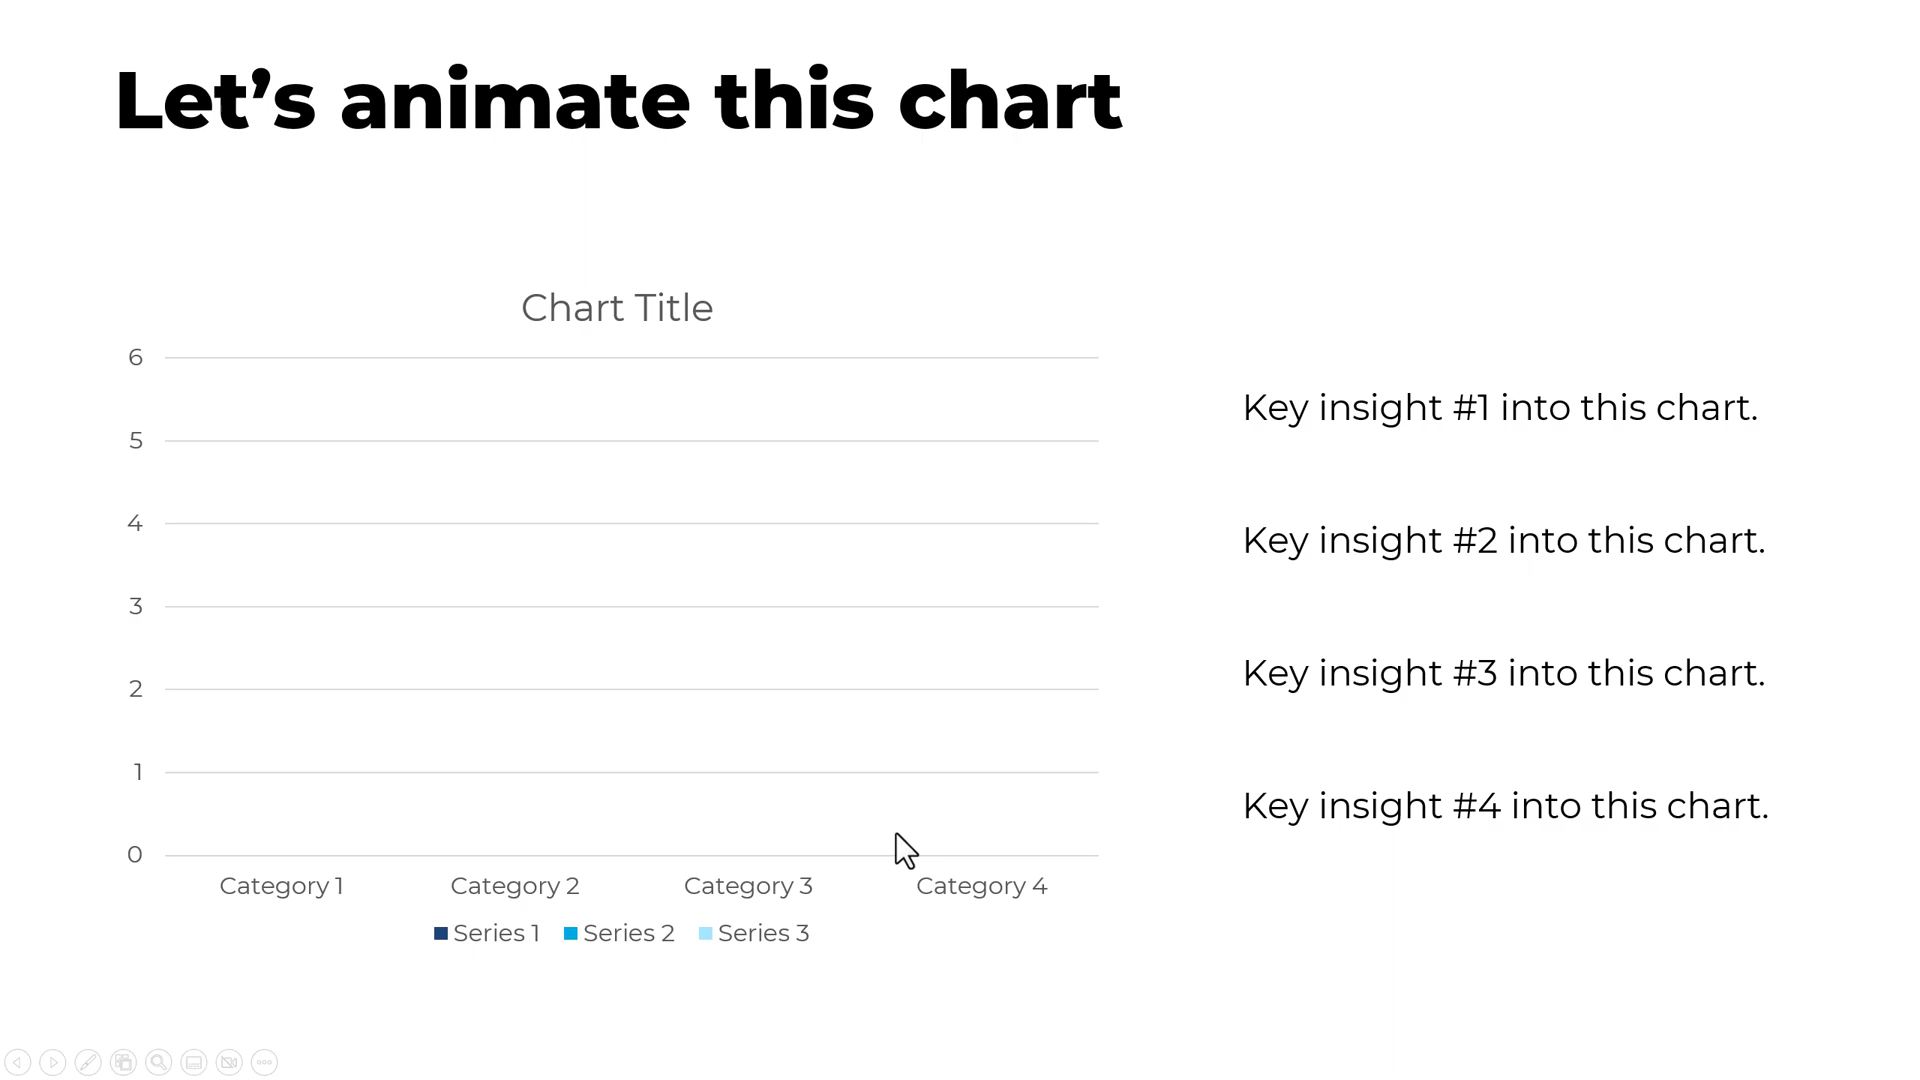 Let’s animate this chart
Chart Title
6
5
4
3
2
1
0
Category 1 Category 2 Category 3 Category 4
Series 1 Series 2 Series 3
Key insight #1 into this chart.
Key insight #2 into this chart.
Key insight #3 into this chart.
Key insight #4 into this chart.